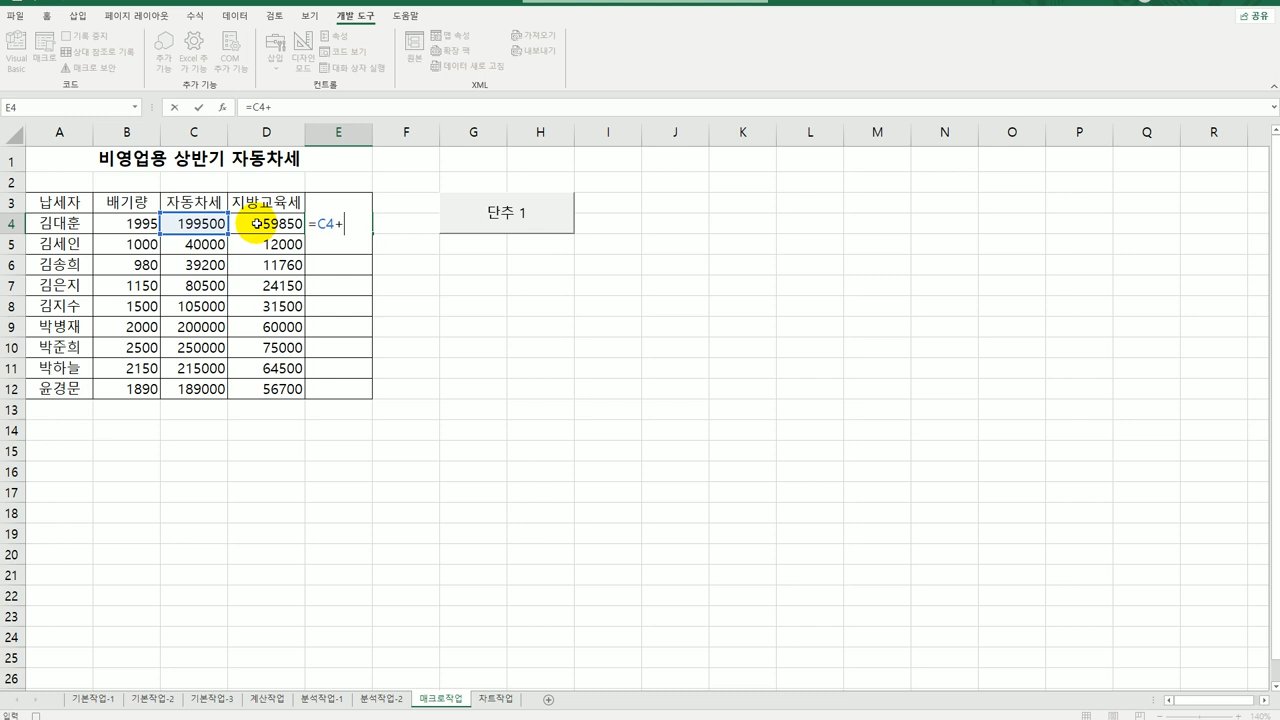 파일 홈 삽입 페이지 레이아웃 수식 데이터 검토 보기 개발 도구 도움말 공유
Visual Basic 매크로 기록 중지 상대 참조로 기록 매크로 보안
추가 기능 Excel 추가 기능 COM 추가 기능
삽입 디자인 모드 속성 코드 보기 대화 상자 실행
원본 맵 속성 확장 팩 데이터 새로 고침 가져오기 내보내기
코드 추가 기능 컨트롤 XML
E4 fx =C4+
A B C D E F G H I J K L M N O P Q R
1 비영업용 상반기 자동차세
2
3 납세자 배기량 자동차세 지방교육세
4 김대훈 1995 199500 59850 =C4+
단추 1
5 김세인 1000 40000 12000
6 김송희 980 39200 11760
7 김은지 1150 80500 24150
8 김지수 1500 105000 31500
9 박병재 2000 200000 60000
10 박준희 2500 250000 75000
11 박하늘 2150 215000 64500
12 윤경문 1890 189000 56700
13
14
15
16
17
18
19
20
21
22
23
24
25
26
기본작업-1 기본작업-2 기본작업-3 계산작업 분석작업-1 분석작업-2 매크로작업 차트작업
입력 140%